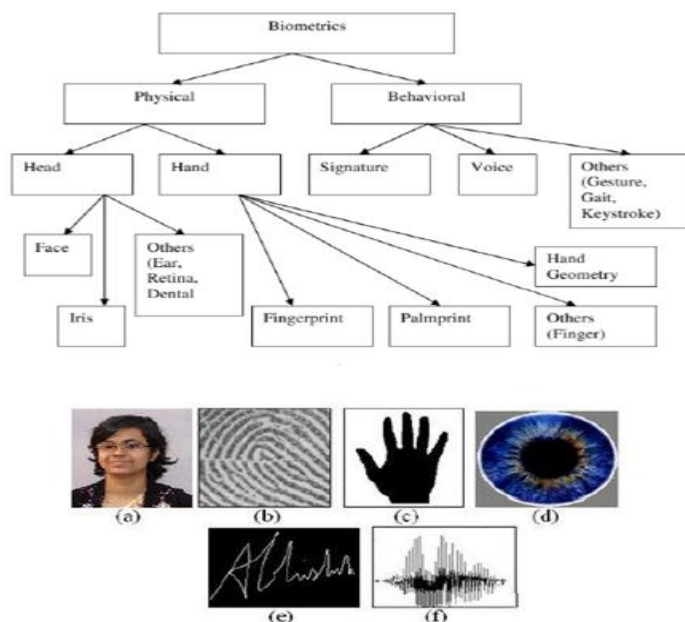 Biometrics
Physical
Behavioral
Head
Hand
Signature
Voice
Others
(Gesture,
Gait,
Keystroke)
Face
Others
(Ear,
Retina,
Dental
Hand
Geometry
Iris
Fingerprint
Palmprint
Others
(Finger)
(a)
(b)
(c)
(d)
(e)
(f)